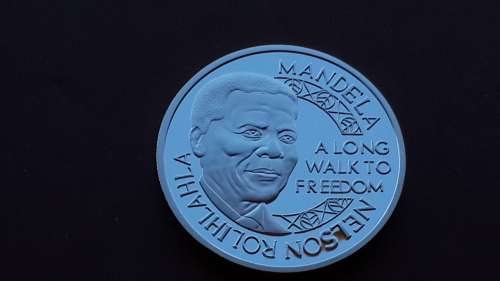 MANDELA
A LONG
WALK TO
FREEDOM
NELSON ROLIHLAHLA